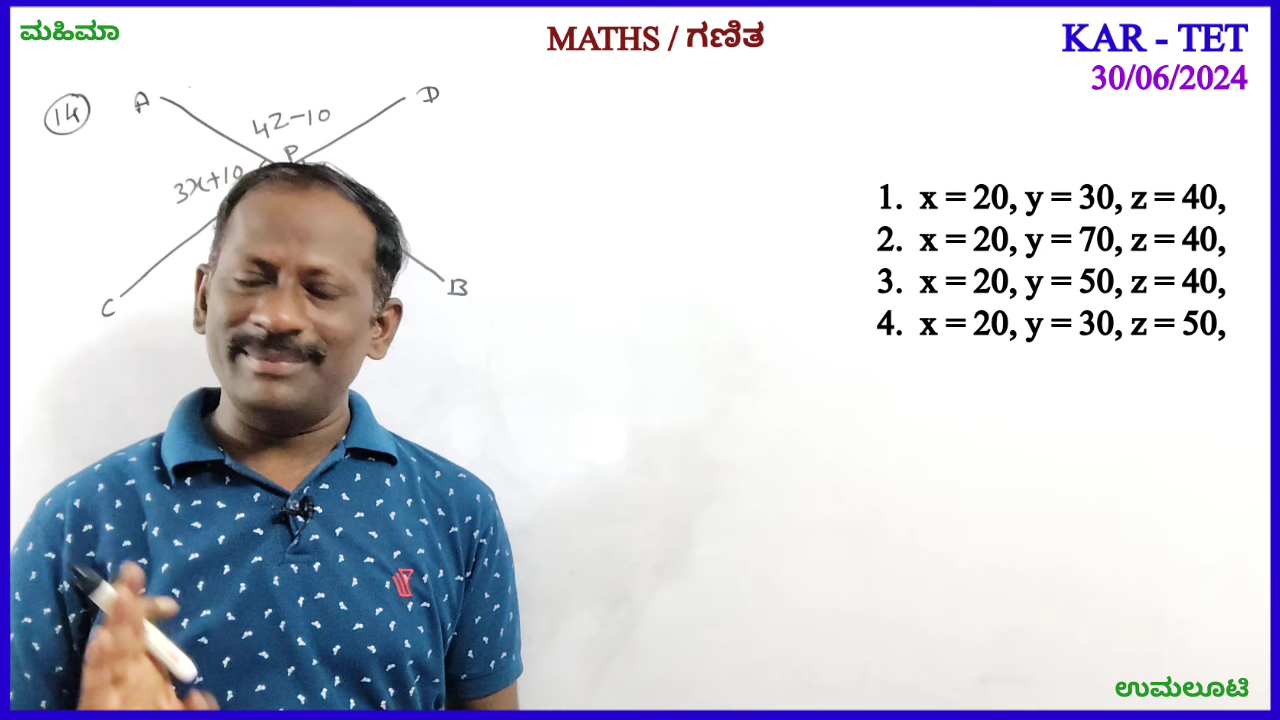 ಮಹಿಮಾ
MATHS / ಗಣಿತ
KAR - TET
30/06/2024
14
A
D
4Z-10
P
3x+10
C
B
1. x = 20, y = 30, z = 40,
2. x = 20, y = 70, z = 40,
3. x = 20, y = 50, z = 40,
4. x = 20, y = 30, z = 50,
ಉಮಲೂಟಿ